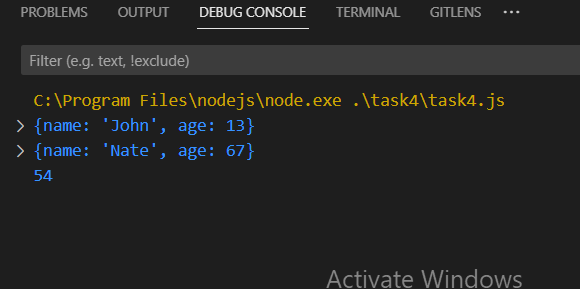 PROBLEMS OUTPUT DEBUG CONSOLE TERMINAL GITLENS ···
Filter (e.g. text, !exclude)
C:\Program Files\nodejs\node.exe .\task4\task4.js
> {name: 'John', age: 13}
> {name: 'Nate', age: 67}
54
Activate Windows